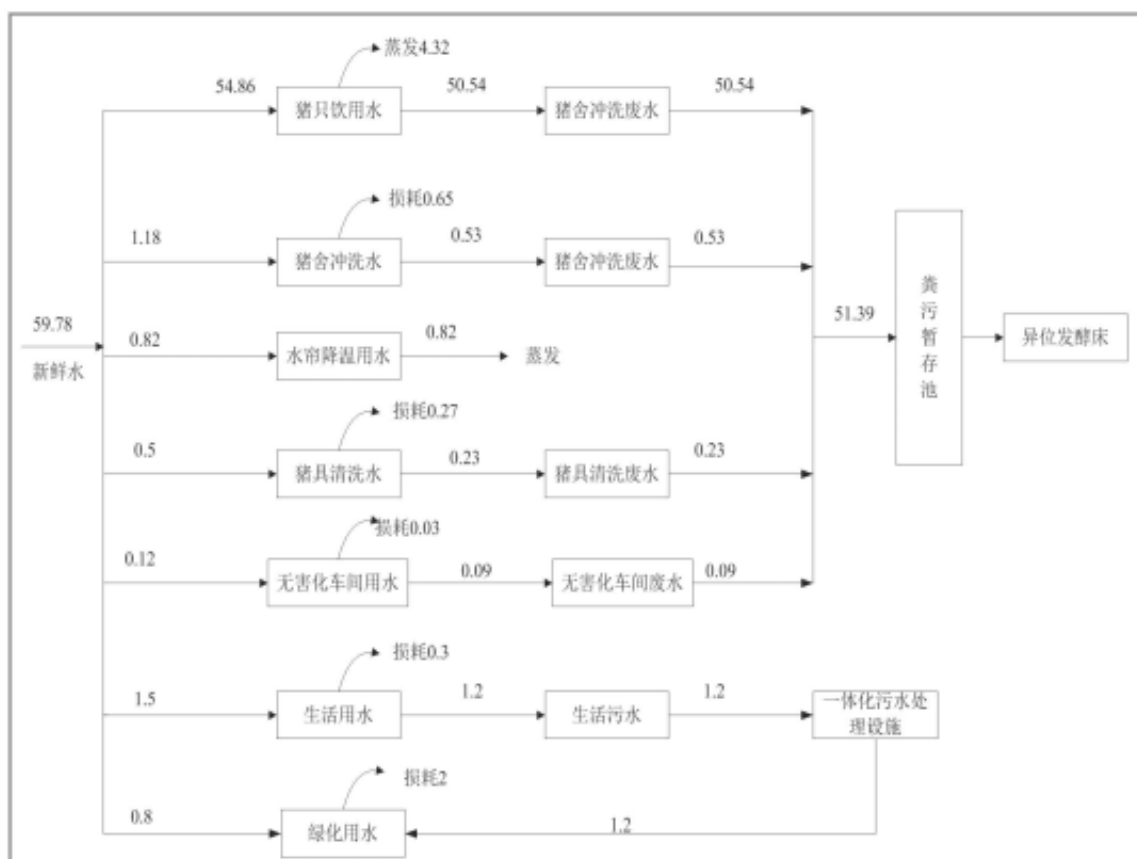 蒸发4.32
54.86
猪只饮用水
50.54
猪舍冲洗废水
50.54
损耗0.65
1.18
猪舍冲洗水
0.53
猪舍冲洗废水
0.53
59.78
新鲜水
0.82
水帘降温用水
0.82
蒸发
51.39
粪污暂存池
异位发酵床
损耗0.27
0.5
猪具清洗水
0.23
猪具清洗废水
0.23
损耗0.03
0.12
无害化车间用水
0.09
无害化车间废水
0.09
损耗0.3
1.5
生活用水
1.2
生活污水
1.2
一体化污水处
理设施
损耗2
0.8
绿化用水
1.2